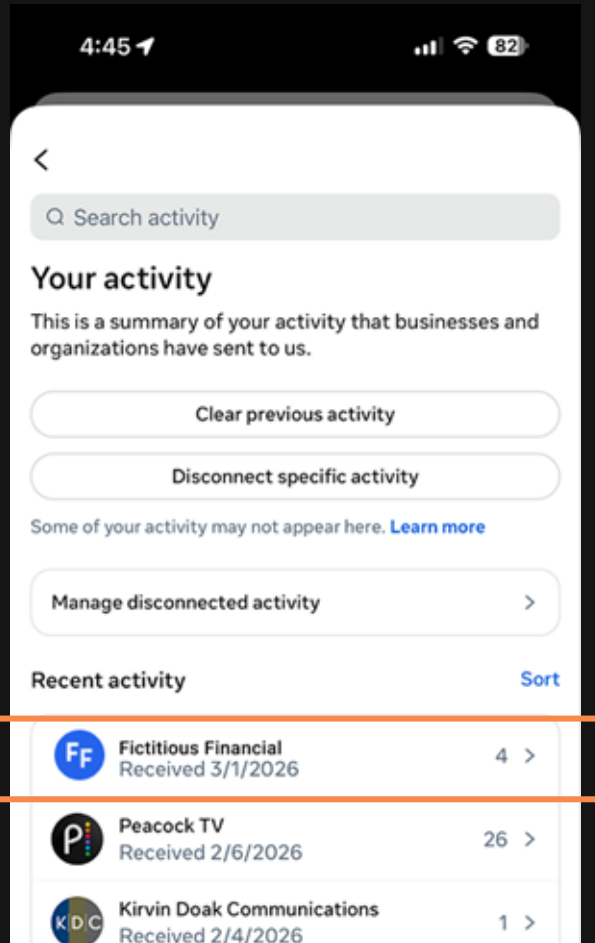 4:45
82
Search activity
Your activity
This is a summary of your activity that businesses and
organizations have sent to us.
Clear previous activity
Disconnect specific activity
Some of your activity may not appear here. Learn more
Manage disconnected activity
Recent activity Sort
FF
Fictitious Financial
Received 3/1/2026
4
P
Peacock TV
Received 2/6/2026
26
KDC
Kirvin Doak Communications
Received 2/4/2026
1